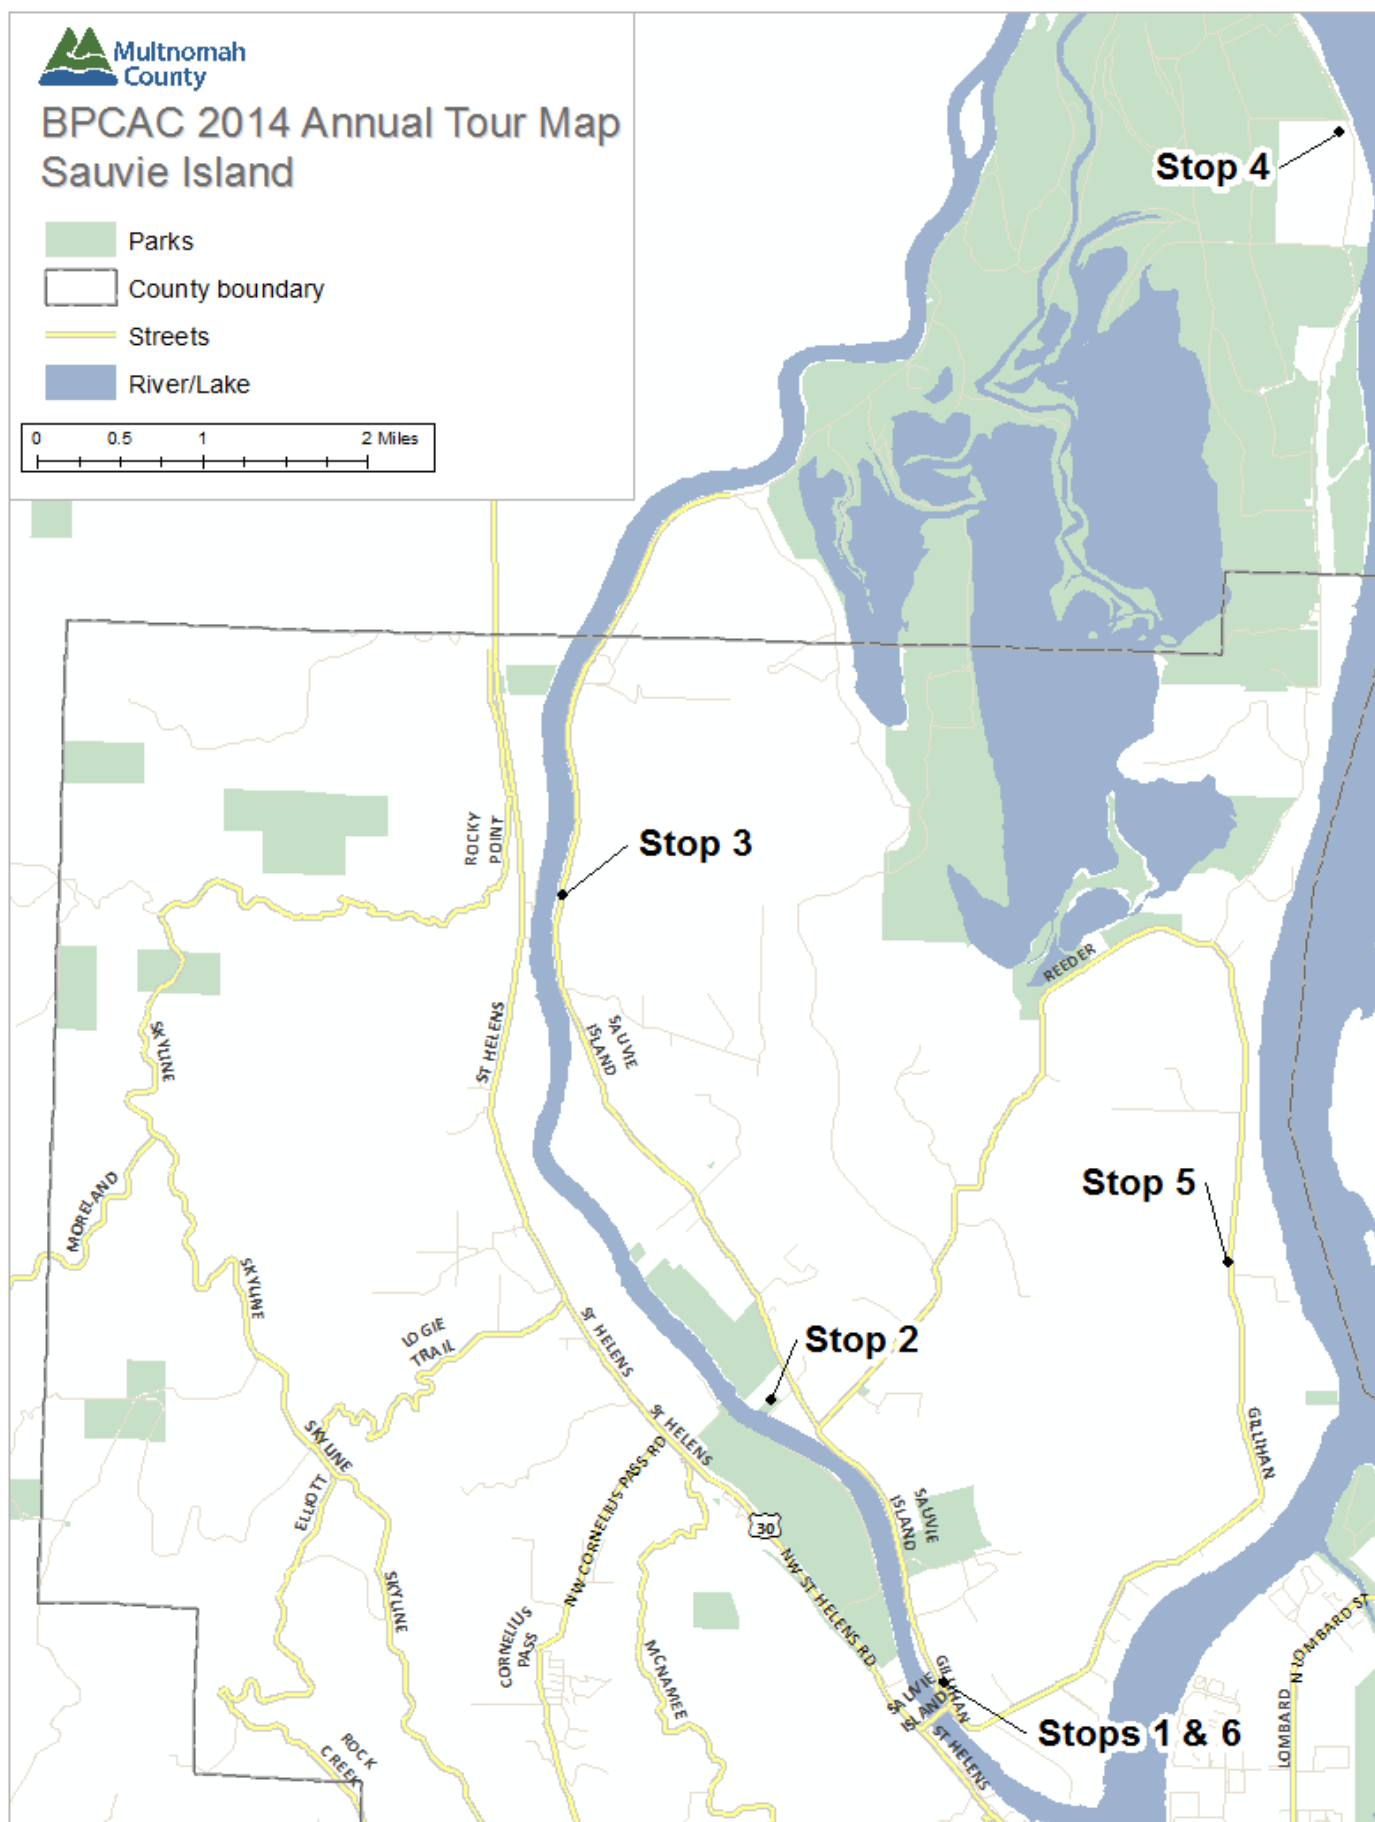 Multnomah
County
BPCAC 2014 Annual Tour Map
Sauvie Island
Parks
County boundary
Streets
River/Lake
0 0.5 1 2 Miles
Stop 4
ROCKY
POINT
Stop 3
REEDER
ST HELENS
SAUVIE
ISLAND
SKYLINE
MORELAND
Stop 5
SKYLINE
LOGIE
TRAIL
ST HELENS
Stop 2
SKYLINE
ST HELENS
GILLIHAN
ELLIOTT
NW CORNELIUS PASS RD
SAUVIE
ISLAND
30
SKYLINE
NW ST HELENS RD
CORNELIUS
PASS
MCNAMEE
N LOMBARD ST
GILLIHAN
SAUVIE
ISLAND
LOMBARD
Stops 1 & 6
ROCK
CREEK
ST HELENS